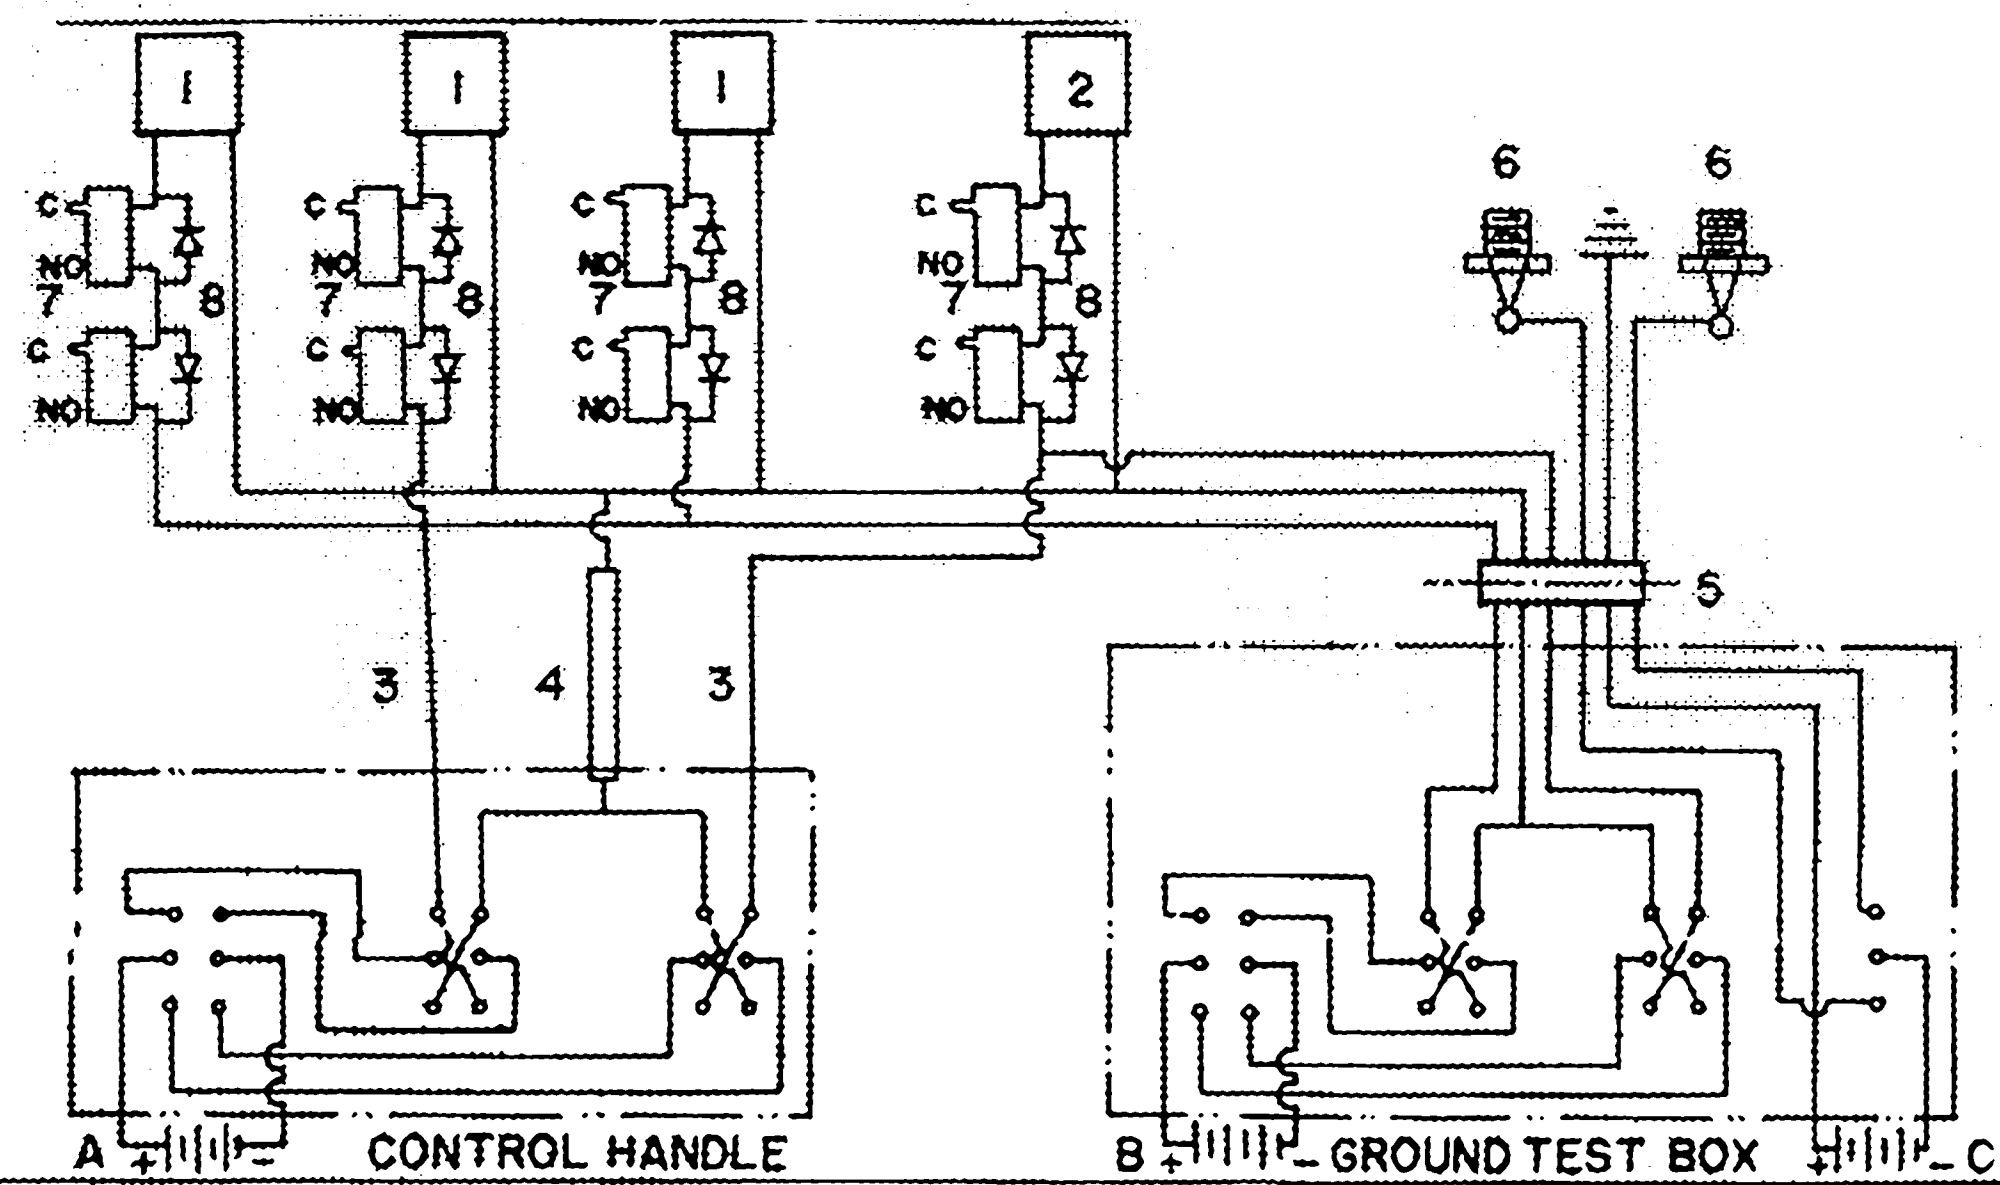 1 1 1 2
6 6
C C C C
NO NO NO NO
7 8 7 8 7 8 7 8
C C C C
NO NO NO NO
5
3 4 3
A + - CONTROL HANDLE
B + - GROUND TEST BOX + - C